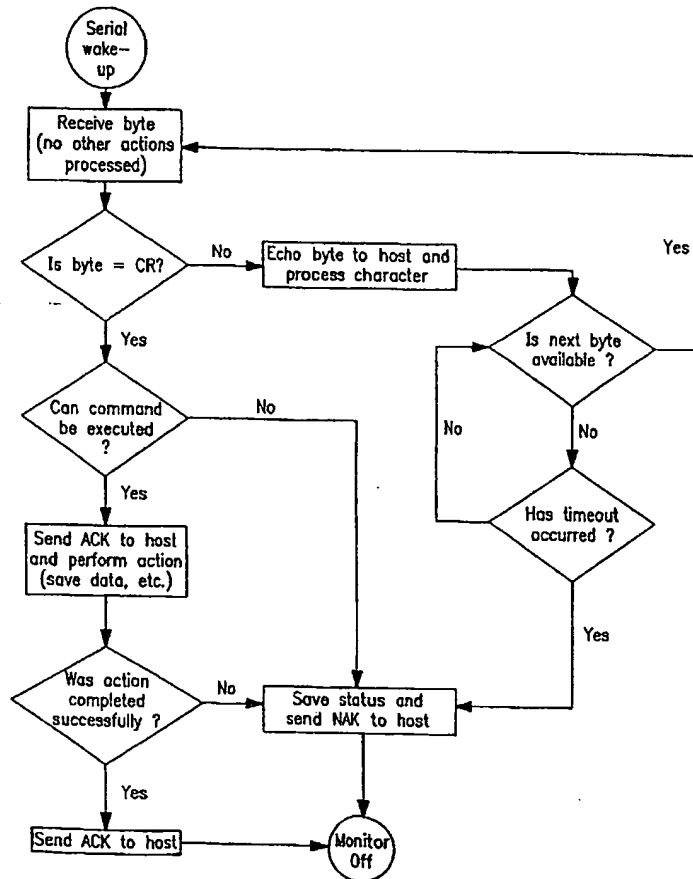 Serial
wake-
up
Receive byte
(no other actions
processed)
Is byte = CR?
No
Echo byte to host and
process character
Yes
Is next byte
available ?
Yes
No
No
Can command
be executed
?
No
Yes
Has timeout
occurred ?
Send ACK to host
and perform action
(save data, etc.)
Yes
Was action
completed
successfully ?
No
Save status and
send NAK to host
Yes
Send ACK to host
Monitor
Off